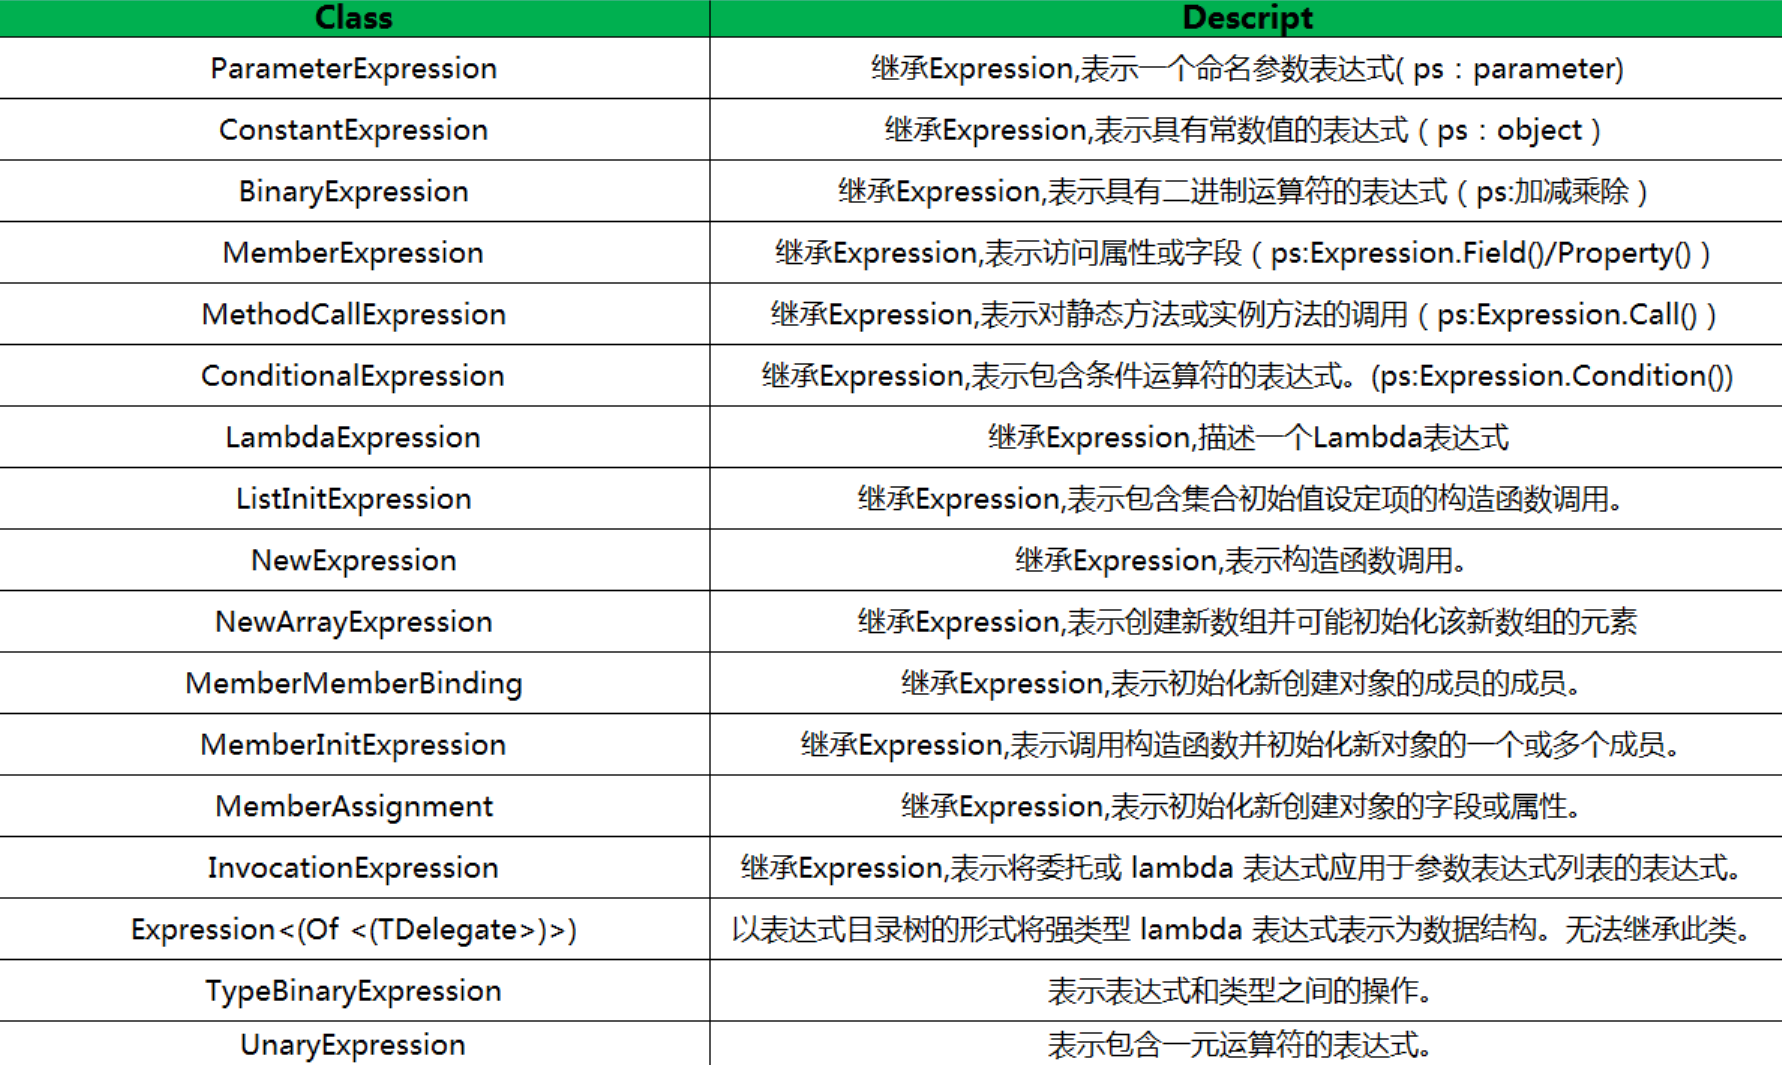 Class Descript
ParameterExpression 继承Expression,表示一个命名参数表达式( ps：parameter)
ConstantExpression 继承Expression,表示具有常数值的表达式（ps：object）
BinaryExpression 继承Expression,表示具有二进制运算符的表达式（ps:加减乘除）
MemberExpression 继承Expression,表示访问属性或字段（ps:Expression.Field()/Property()）
MethodCallExpression 继承Expression,表示对静态方法或实例方法的调用（ps:Expression.Call()）
ConditionalExpression 继承Expression,表示包含条件运算符的表达式。(ps:Expression.Condition())
LambdaExpression 继承Expression,描述一个Lambda表达式
ListInitExpression 继承Expression,表示包含集合初始值设定项的构造函数调用。
NewExpression 继承Expression,表示构造函数调用。
NewArrayExpression 继承Expression,表示创建新数组并可能初始化该新数组的元素
MemberMemberBinding 继承Expression,表示初始化新创建对象的成员的成员。
MemberInitExpression 继承Expression,表示调用构造函数并初始化新对象的一个或多个成员。
MemberAssignment 继承Expression,表示初始化新创建对象的字段或属性。
InvocationExpression 继承Expression,表示将委托或 lambda 表达式应用于参数表达式列表的表达式。
Expression<(Of <(TDelegate>)>) 以表达式目录树的形式将强类型 lambda 表达式表示为数据结构。无法继承此类。
TypeBinaryExpression 表示表达式和类型之间的操作。
UnaryExpression 表示包含一元运算符的表达式。